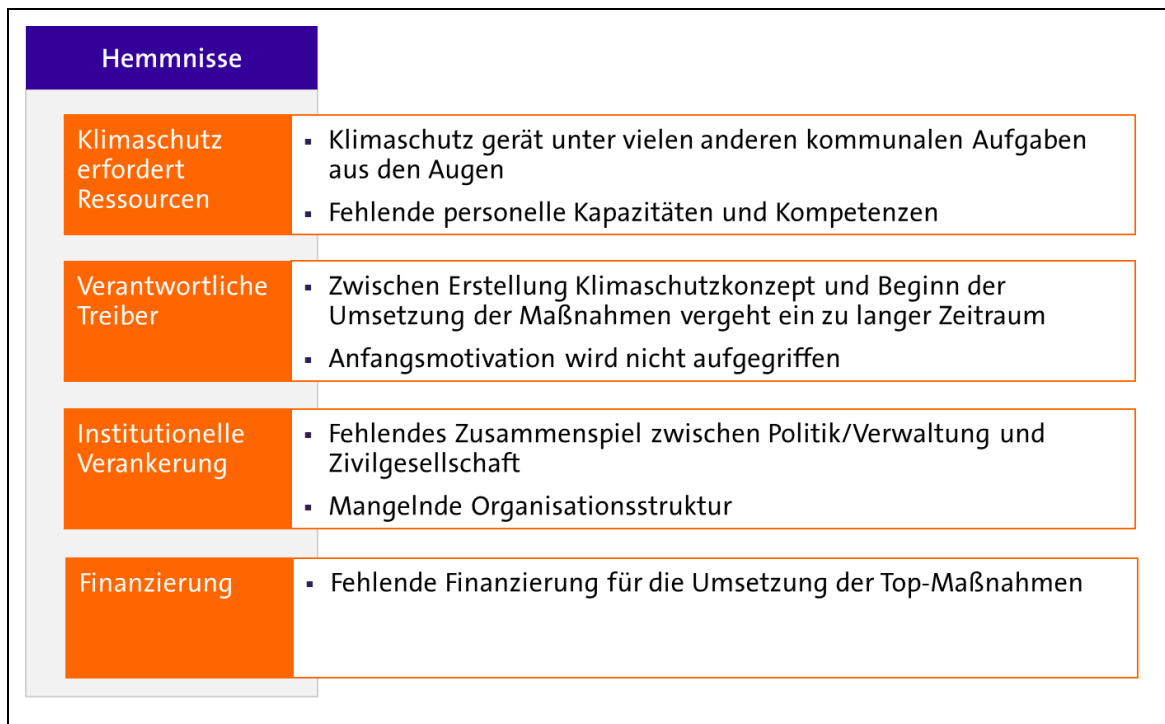 Hemmnisse
Klimaschutz
erfordert
Ressourcen
▪ Klimaschutz gerät unter vielen anderen kommunalen Aufgaben
aus den Augen
▪ Fehlende personelle Kapazitäten und Kompetenzen
Verantwortliche
Treiber
▪ Zwischen Erstellung Klimaschutzkonzept und Beginn der
Umsetzung der Maßnahmen vergeht ein zu langer Zeitraum
▪ Anfangsmotivation wird nicht aufgegriffen
Institutionelle
Verankerung
▪ Fehlendes Zusammenspiel zwischen Politik/Verwaltung und
Zivilgesellschaft
▪ Mangelnde Organisationsstruktur
Finanzierung
▪ Fehlende Finanzierung für die Umsetzung der Top-Maßnahmen